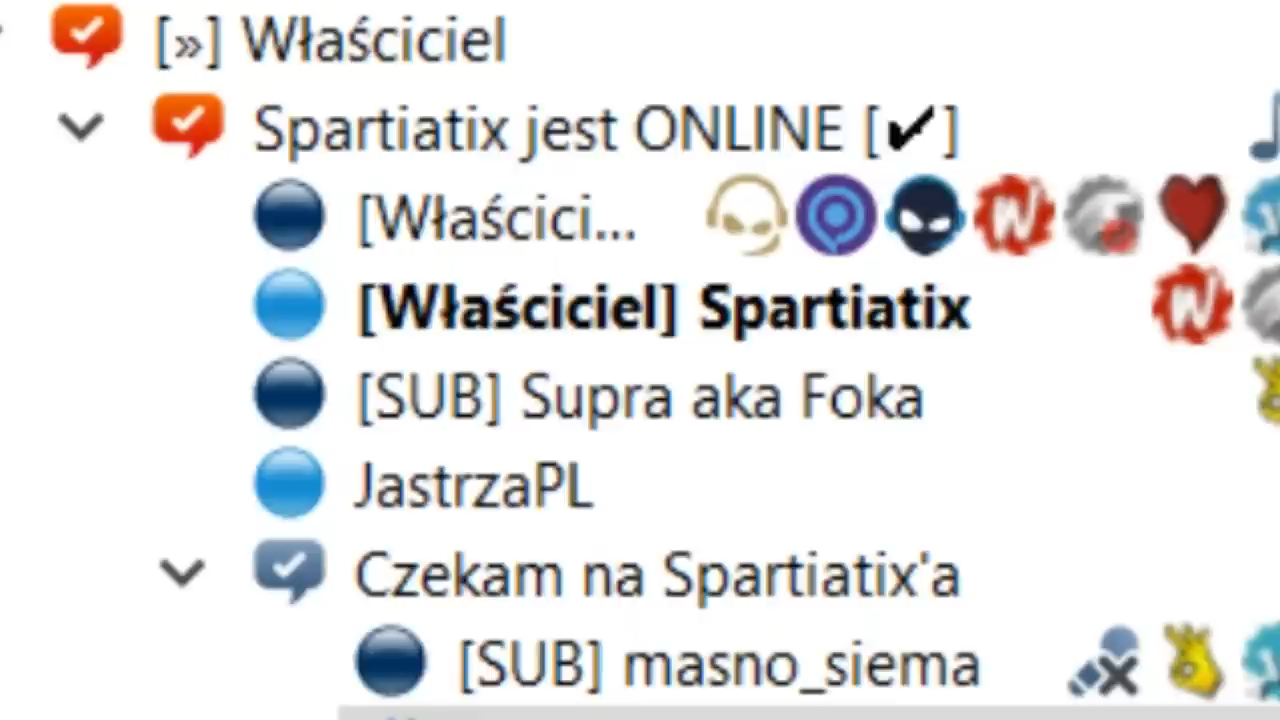 [»] Właściciel
Spartiatix jest ONLINE [✔]
[Właścici...
[Właściciel] Spartiatix
[SUB] Supra aka Foka
JastrzaPL
Czekam na Spartiatix'a
[SUB] masno_siema